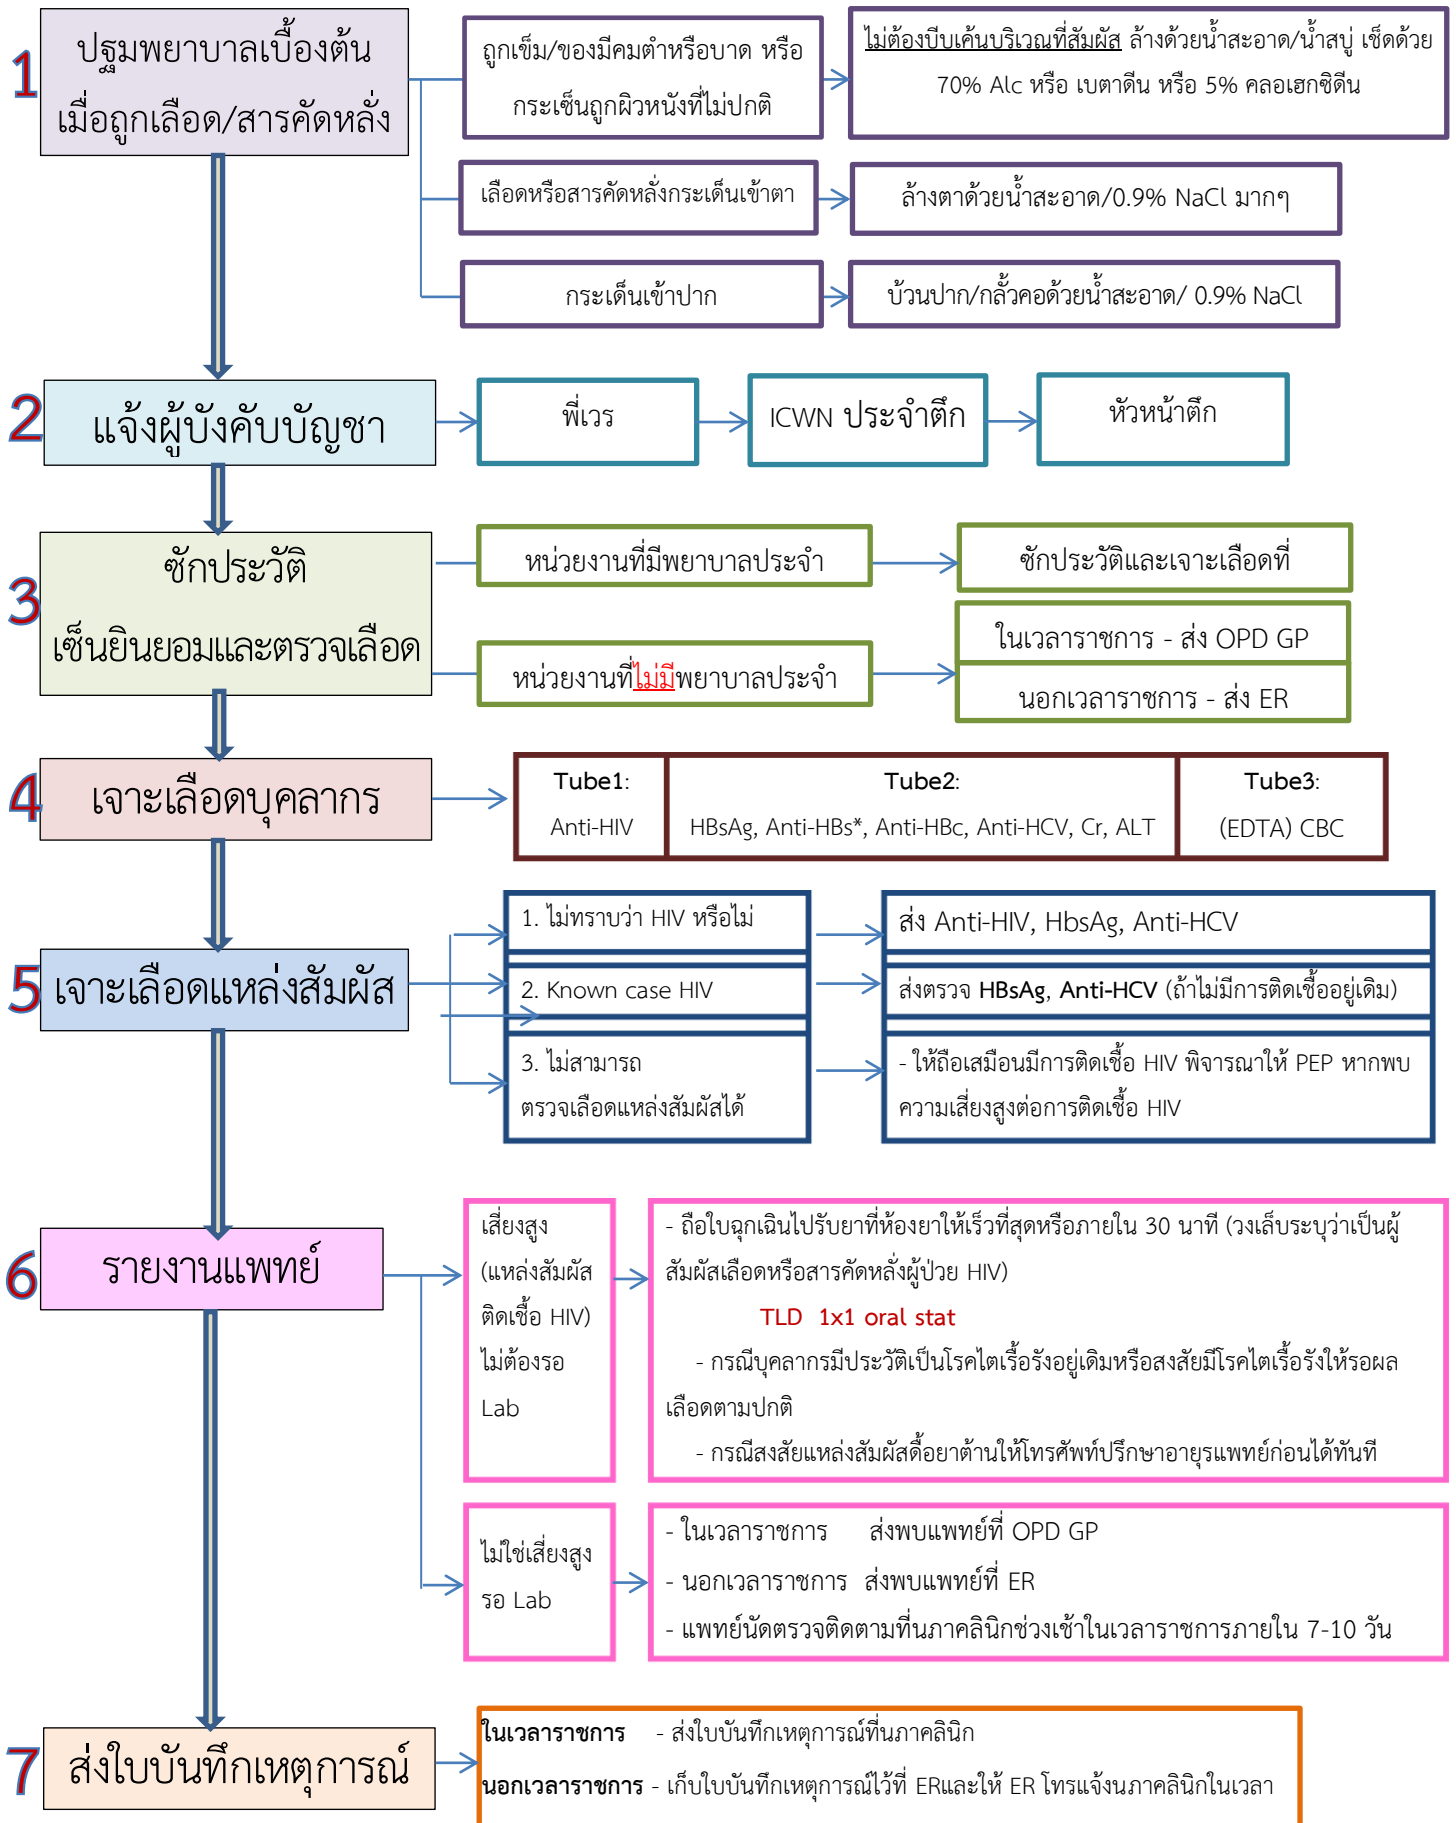 1
ปฐมพยาบาลเบื้องต้น
เมื่อถูกเลือด/สารคัดหลั่ง
ถูกเข็ม/ของมีคมตำหรือบาด หรือ
กระเซ็นถูกผิวหนังที่ไม่ปกติ
ไม่ต้องบีบเค้นบริเวณที่สัมผัส ล้างด้วยน้ำสะอาด/น้ำสบู่ เช็ดด้วย
70% Alc หรือ เบตาดีน หรือ 5% คลอเฮกซิดีน
เลือดหรือสารคัดหลั่งกระเด็นเข้าตา
ล้างตาด้วยน้ำสะอาด/0.9% NaCl มากๆ
กระเด็นเข้าปาก
บ้วนปาก/กลั้วคอด้วยน้ำสะอาด/ 0.9% NaCl
2
แจ้งผู้บังคับบัญชา
พี่เวร
ICWN ประจำตึก
หัวหน้าตึก
3
ซักประวัติ
เซ็นยินยอมและตรวจเลือด
หน่วยงานที่มีพยาบาลประจำ
ซักประวัติและเจาะเลือดที่
หน่วยงานที่ไม่มีพยาบาลประจำ
ในเวลาราชการ - ส่ง OPD GP
นอกเวลาราชการ - ส่ง ER
4
เจาะเลือดบุคลากร
Tube1:
Anti-HIV
Tube2:
HBsAg, Anti-HBs*, Anti-HBc, Anti-HCV, Cr, ALT
Tube3:
(EDTA) CBC
5
เจาะเลือดแหล่งสัมผัส
1. ไม่ทราบว่า HIV หรือไม่
ส่ง Anti-HIV, HbsAg, Anti-HCV
2. Known case HIV
ส่งตรวจ HBsAg, Anti-HCV (ถ้าไม่มีการติดเชื้ออยู่เดิม)
3. ไม่สามารถ
ตรวจเลือดแหล่งสัมผัสได้
- ให้ถือเสมือนมีการติดเชื้อ HIV พิจารณาให้ PEP หากพบ
ความเสี่ยงสูงต่อการติดเชื้อ HIV
6
รายงานแพทย์
เสี่ยงสูง
(แหล่งสัมผัส
ติดเชื้อ HIV)
ไม่ต้องรอ
Lab
- ถือใบฉุกเฉินไปรับยาที่ห้องยาให้เร็วที่สุดหรือภายใน 30 นาที (วงเล็บระบุว่าเป็นผู้
สัมผัสเลือดหรือสารคัดหลั่งผู้ป่วย HIV)
TLD 1x1 oral stat
- กรณีบุคลากรมีประวัติเป็นโรคไตเรื้อรังอยู่เดิมหรือสงสัยมีโรคไตเรื้อรังให้รอผล
เลือดตามปกติ
- กรณีสงสัยแหล่งสัมผัสดื้อยาต้านให้โทรศัพท์ปรึกษาอายุรแพทย์ก่อนได้ทันที
ไม่ใช่เสี่ยงสูง
รอ Lab
- ในเวลาราชการ ส่งพบแพทย์ที่ OPD GP
- นอกเวลาราชการ ส่งพบแพทย์ที่ ER
- แพทย์นัดตรวจติดตามที่นภาคลินิกช่วงเช้าในเวลาราชการภายใน 7-10 วัน
7
ส่งใบบันทึกเหตุการณ์
ในเวลาราชการ - ส่งใบบันทึกเหตุการณ์ที่นภาคลินิก
นอกเวลาราชการ - เก็บใบบันทึกเหตุการณ์ไว้ที่ ERและให้ ER โทรแจ้งนภาคลินิกในเวลา